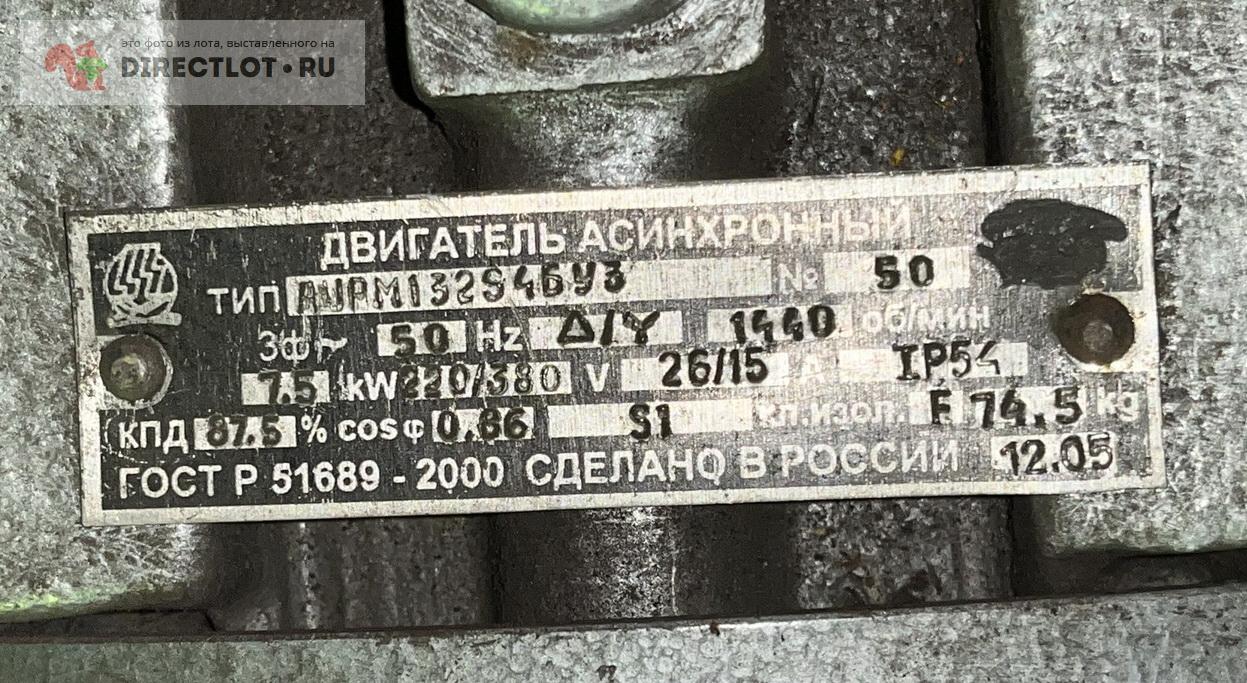 это фото из лота, выставленного на
DIRECTLOT.RU
ДВИГАТЕЛЬ АСИНХРОННЫЙ
ТИП АИРМ132S4БУ3 № 50
3ф~ 50 Hz Δ/Y 1440 об/мин
7.5 kW 220/380 V 26/15 A IP54
КПД 87.5 % cos φ 0.86 S1 кл.изол. F 74.5 kg
ГОСТ Р 51689 - 2000 СДЕЛАНО В РОССИИ 12.05